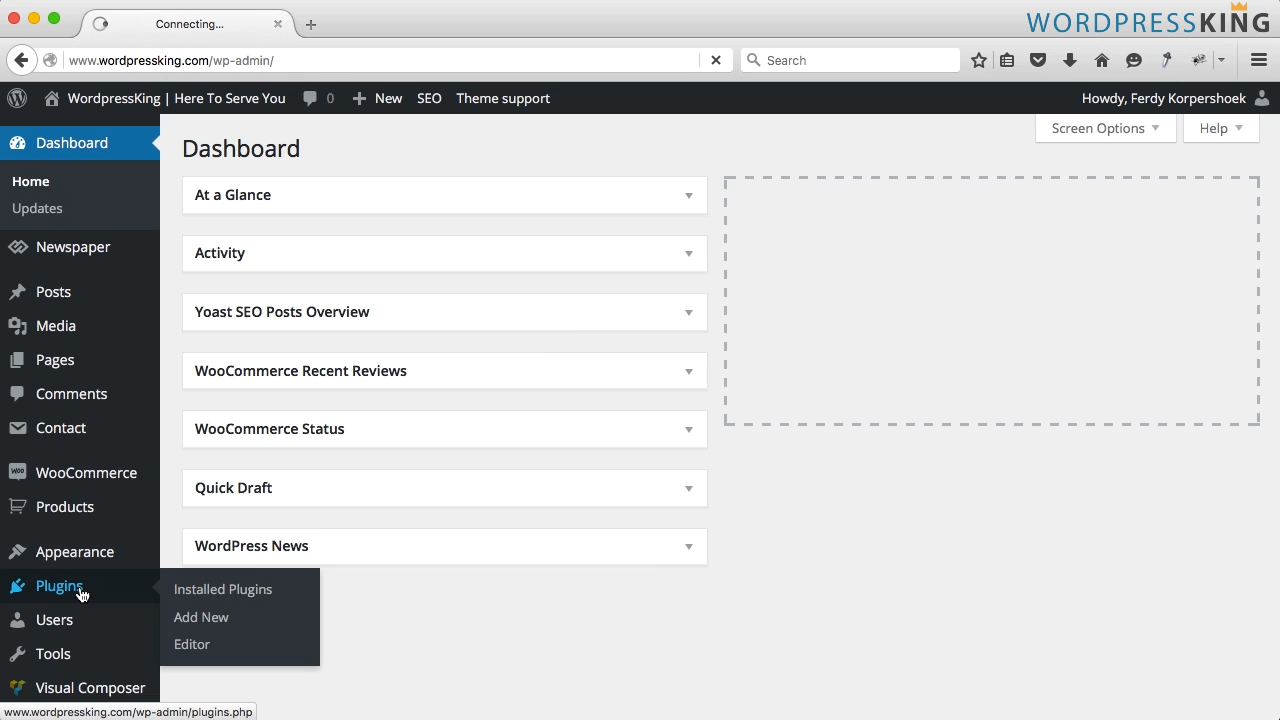 Connecting...
WORDPRESSKING
www.wordpressking.com/wp-admin/
Search
WordpressKing | Here To Serve You
0
New
SEO
Theme support
Howdy, Ferdy Korpershoek
Screen Options
Help
Dashboard
Home
Updates
Newspaper
Posts
Media
Pages
Comments
Contact
WooCommerce
Products
Appearance
Plugins
Users
Tools
Visual Composer
Installed Plugins
Add New
Editor
Dashboard
At a Glance
Activity
Yoast SEO Posts Overview
WooCommerce Recent Reviews
WooCommerce Status
Quick Draft
WordPress News
www.wordpressking.com/wp-admin/plugins.php